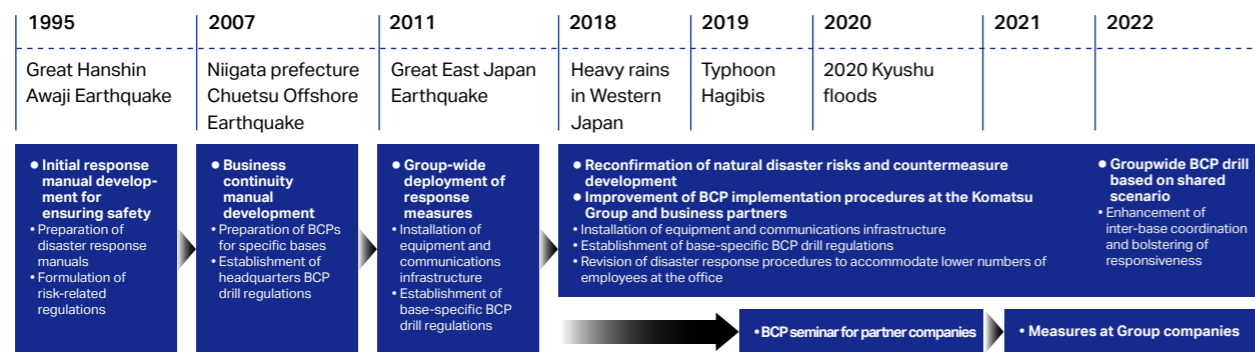 1995
2007
2011
2018
2019
2020
2021
2022
Great Hanshin
Awaji Earthquake
Niigata prefecture
Chuetsu Offshore
Earthquake
Great East Japan
Earthquake
Heavy rains
in Western
Japan
Typhoon
Hagibis
2020 Kyushu
floods
● Initial response
manual develop-
ment for
ensuring safety
• Preparation of
disaster response
manuals
• Formulation of
risk-related
regulations
● Business
continuity
manual
development
• Preparation of BCPs
for specific bases
• Establishment of
headquarters BCP
drill regulations
● Group-wide
deployment of
response
measures
• Installation of
equipment and
communications
infrastructure
• Establishment of
base-specific BCP
drill regulations
● Reconfirmation of natural disaster risks and countermeasure
development
● Improvement of BCP implementation procedures at the Komatsu
Group and business partners
• Installation of equipment and communications infrastructure
• Establishment of base-specific BCP drill regulations
• Revision of disaster response procedures to accommodate lower numbers of
employees at the office
● Groupwide BCP drill
based on shared
scenario
• Enhancement of
inter-base coordination
and bolstering of
responsiveness
• BCP seminar for partner companies
• Measures at Group companies